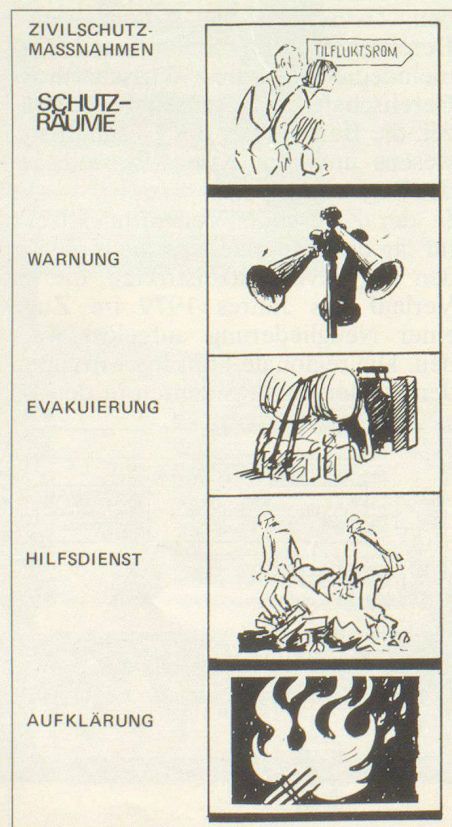 ZIVILSCHUTZ-
MASSNAHMEN
SCHUTZ-
RÄUME
TILFLUKTSROM
WARNUNG
EVAKUIERUNG
HILFSDIENST
AUFKLÄRUNG